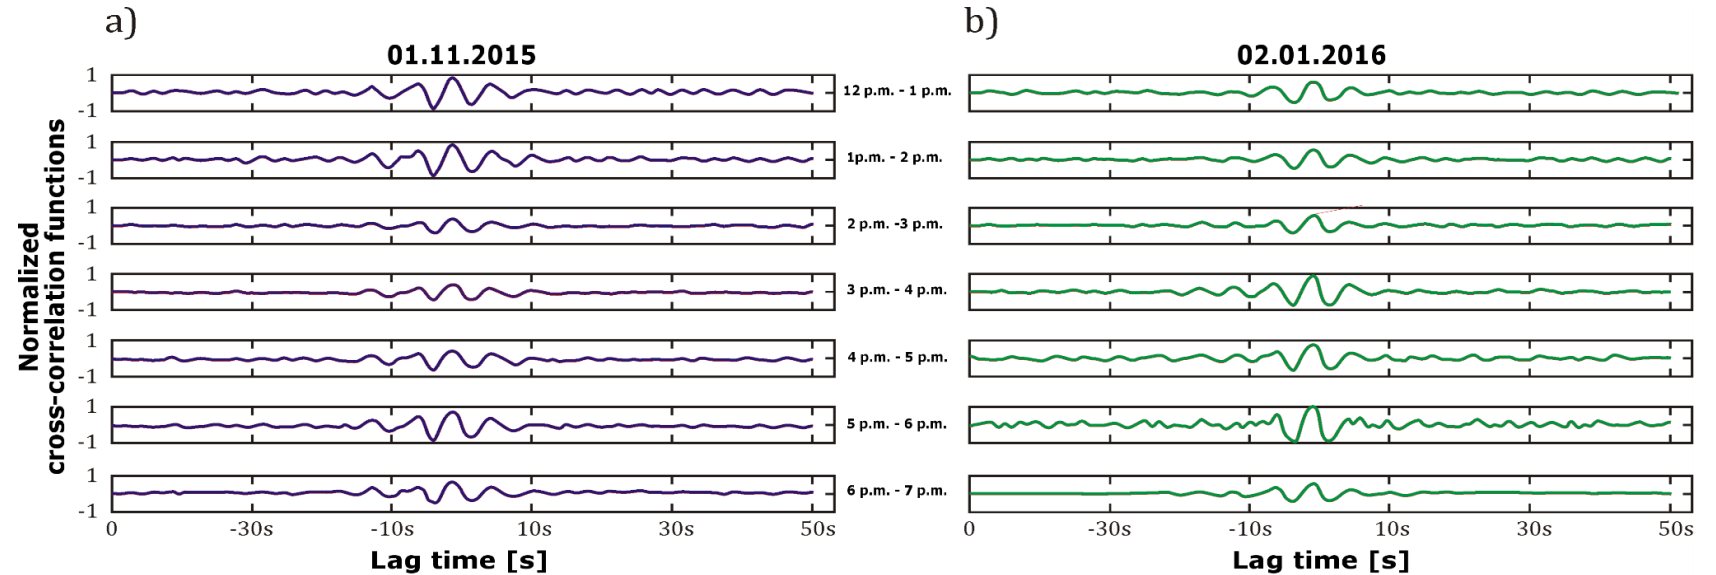 a)
b)
01.11.2015
02.01.2016
Normalized
cross-correlation functions
1
-1
12 p.m. - 1 p.m.
1
-1
1p.m. - 2 p.m.
1
-1
2 p.m. -3 p.m.
1
-1
3 p.m. - 4 p.m.
1
-1
4 p.m. - 5 p.m.
1
-1
5 p.m. - 6 p.m.
1
-1
6 p.m. - 7 p.m.
0 -30s -10s 10s 30s 50s
0 -30s -10s 10s 30s 50s
Lag time [s]
Lag time [s]